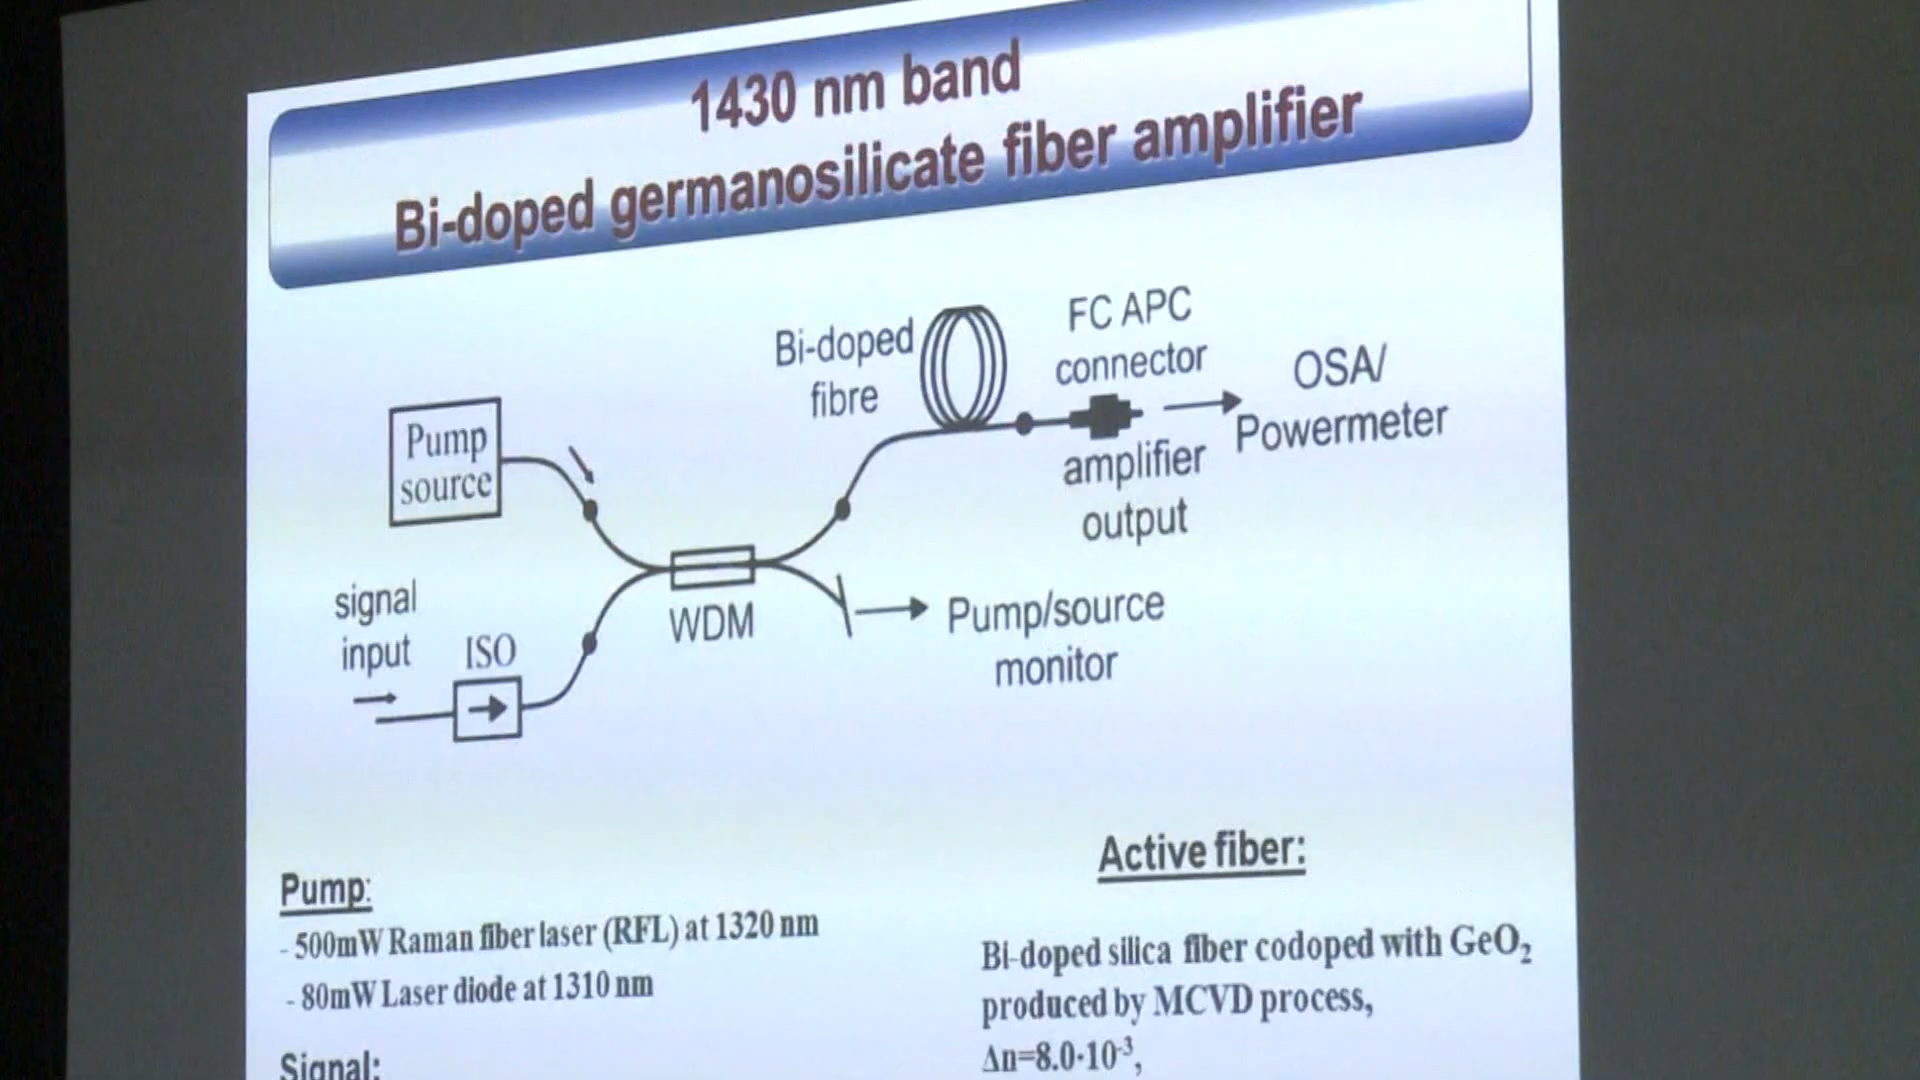 1430 nm band
Bi-doped germanosilicate fiber amplifier
Bi-doped
fibre
FC APC
connector
OSA/
Powermeter
amplifier
output
Pump
source
signal
input
ISO
WDM
Pump/source
monitor
Pump:
- 500mW Raman fiber laser (RFL) at 1320 nm
- 80mW Laser diode at 1310 nm
Signal:
Active fiber:
Bi-doped silica fiber codoped with GeO₂
produced by MCVD process,
Δn=8.0·10⁻³,